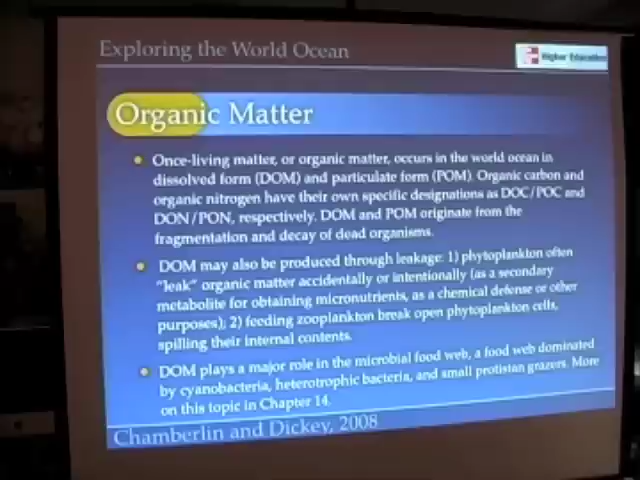 Exploring the World Ocean
Higher Education
Organic Matter
Once-living matter, or organic matter, occurs in the world ocean in
dissolved form (DOM) and particulate form (POM). Organic carbon and
organic nitrogen have their own specific designations as DOC/POC and
DON/PON, respectively. DOM and POM originate from the
fragmentation and decay of dead organisms.
DOM may also be produced through leakage: 1) phytoplankton often
"leak" organic matter accidentally or intentionally (as a secondary
metabolite for obtaining micronutrients, as a chemical defense or other
purposes); 2) feeding zooplankton break open phytoplankton cells,
spilling their internal contents.
DOM plays a major role in the microbial food web, a food web dominated
by cyanobacteria, heterotrophic bacteria, and small protistan grazers. More
on this topic in Chapter 14.
Chamberlin and Dickey, 2008